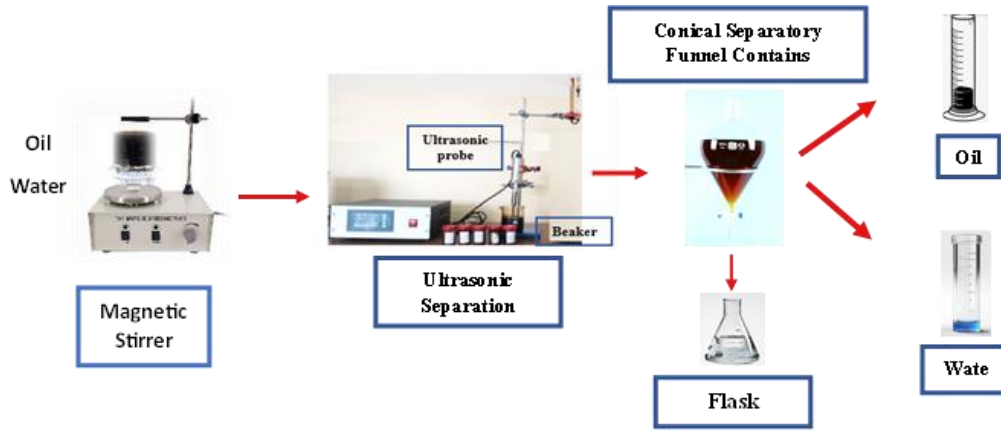 Conical Separatory
Funnel Contains
Oil
Water
Ultrasonic
probe
Beaker
Oil
Magnetic
Stirrer
Ultrasonic
Separation
Flask
Wate